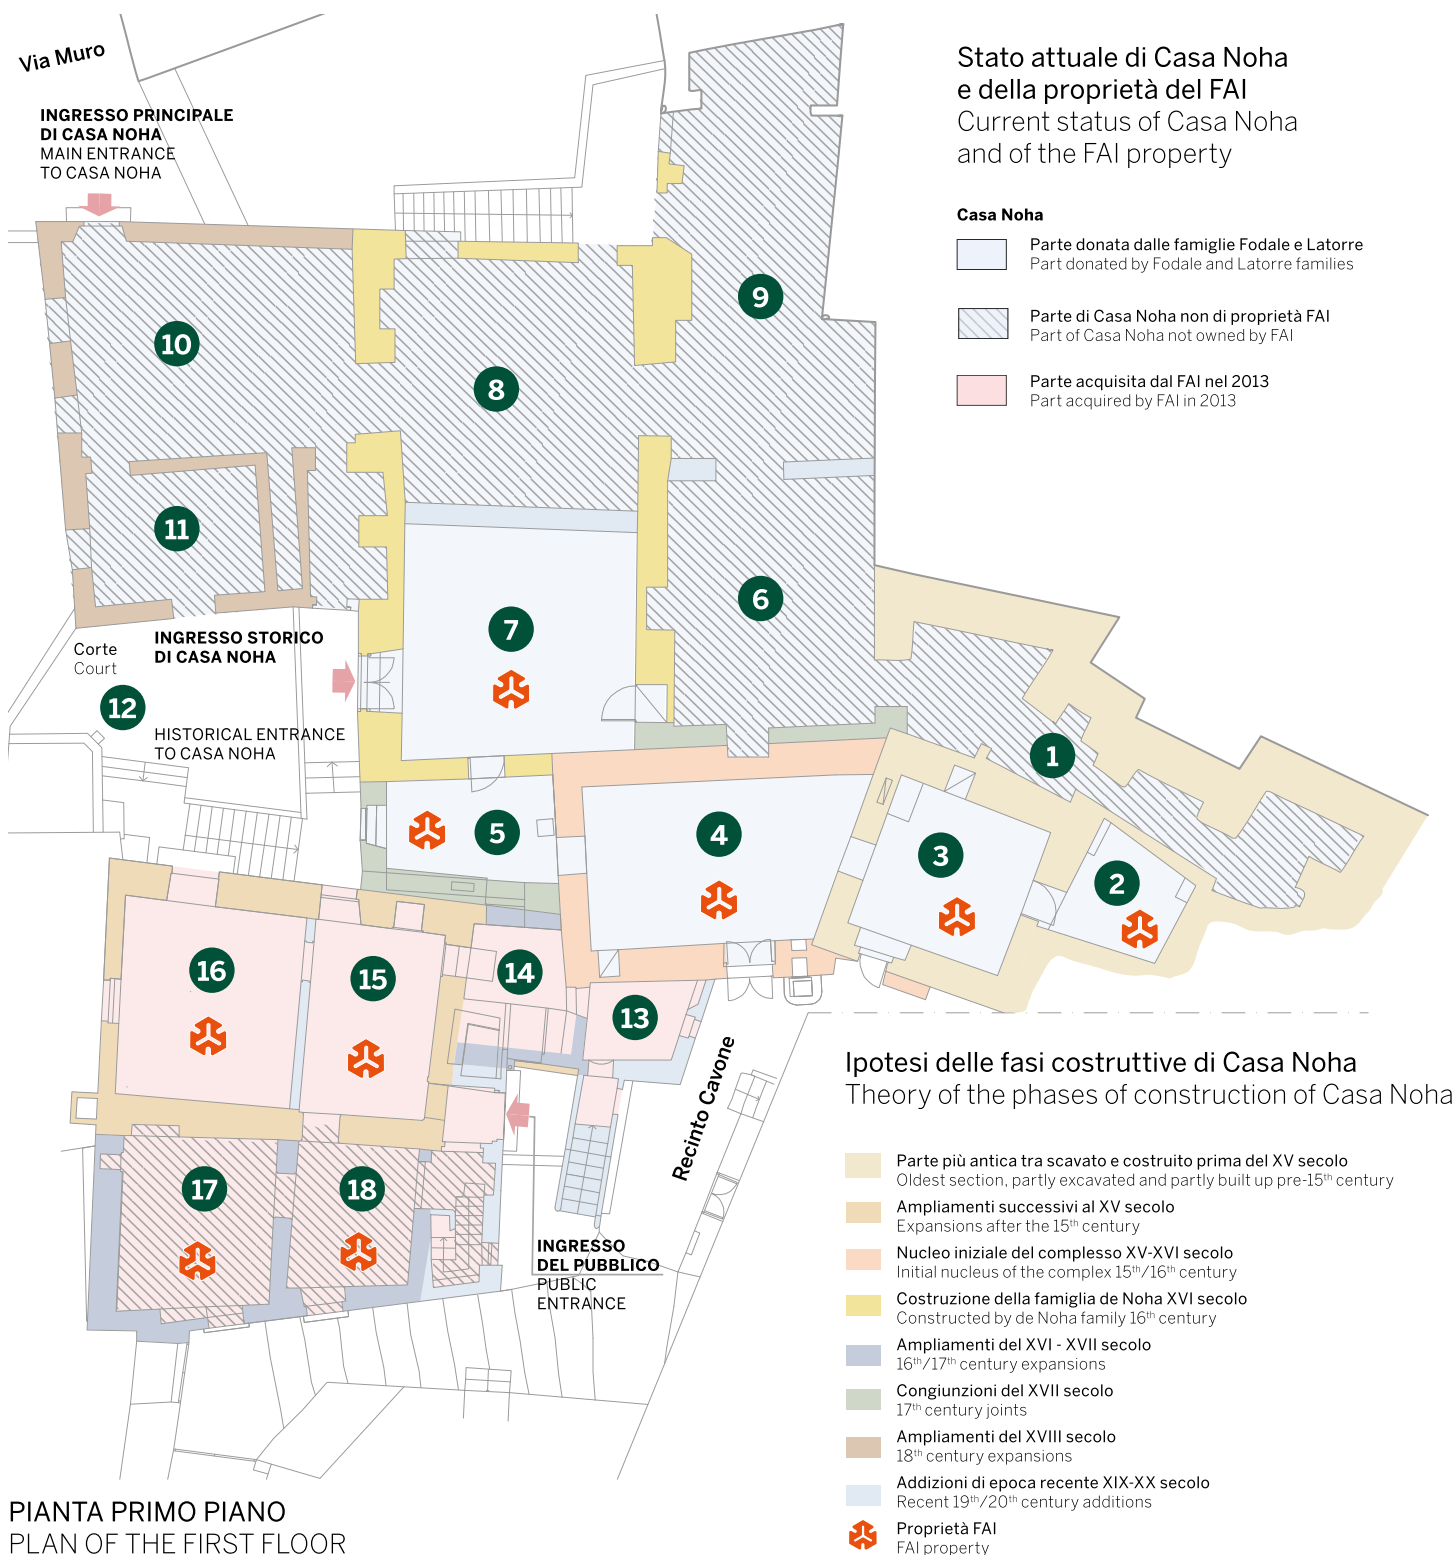 Via Muro
INGRESSO PRINCIPALE
DI CASA NOHA
MAIN ENTRANCE
TO CASA NOHA
Stato attuale di Casa Noha
e della proprietà del FAI
Current status of Casa Noha
and of the FAI property
Casa Noha
Parte donata dalle famiglie Fodale e Latorre
Part donated by Fodale and Latorre families
Parte di Casa Noha non di proprietà FAI
Part of Casa Noha not owned by FAI
Parte acquisita dal FAI nel 2013
Part acquired by FAI in 2013
9
10
8
11
6
7
INGRESSO STORICO
DI CASA NOHA
Corte
Court
12
HISTORICAL ENTRANCE
TO CASA NOHA
1
5
4
3
2
16
15
14
13
Recinto Cavone
17
18
INGRESSO
DEL PUBBLICO
PUBLIC
ENTRANCE
Ipotesi delle fasi costruttive di Casa Noha
Theory of the phases of construction of Casa Noha
Parte più antica tra scavato e costruito prima del XV secolo
Oldest section, partly excavated and partly built up pre-15th century
Ampliamenti successivi al XV secolo
Expansions after the 15th century
Nucleo iniziale del complesso XV-XVI secolo
Initial nucleus of the complex 15th/16th century
Costruzione della famiglia de Noha XVI secolo
Constructed by de Noha family 16th century
Ampliamenti del XVI - XVII secolo
16th/17th century expansions
Congiunzioni del XVII secolo
17th century joints
Ampliamenti del XVIII secolo
18th century expansions
Addizioni di epoca recente XIX-XX secolo
Recent 19th/20th century additions
Proprietà FAI
FAI property
PIANTA PRIMO PIANO
PLAN OF THE FIRST FLOOR